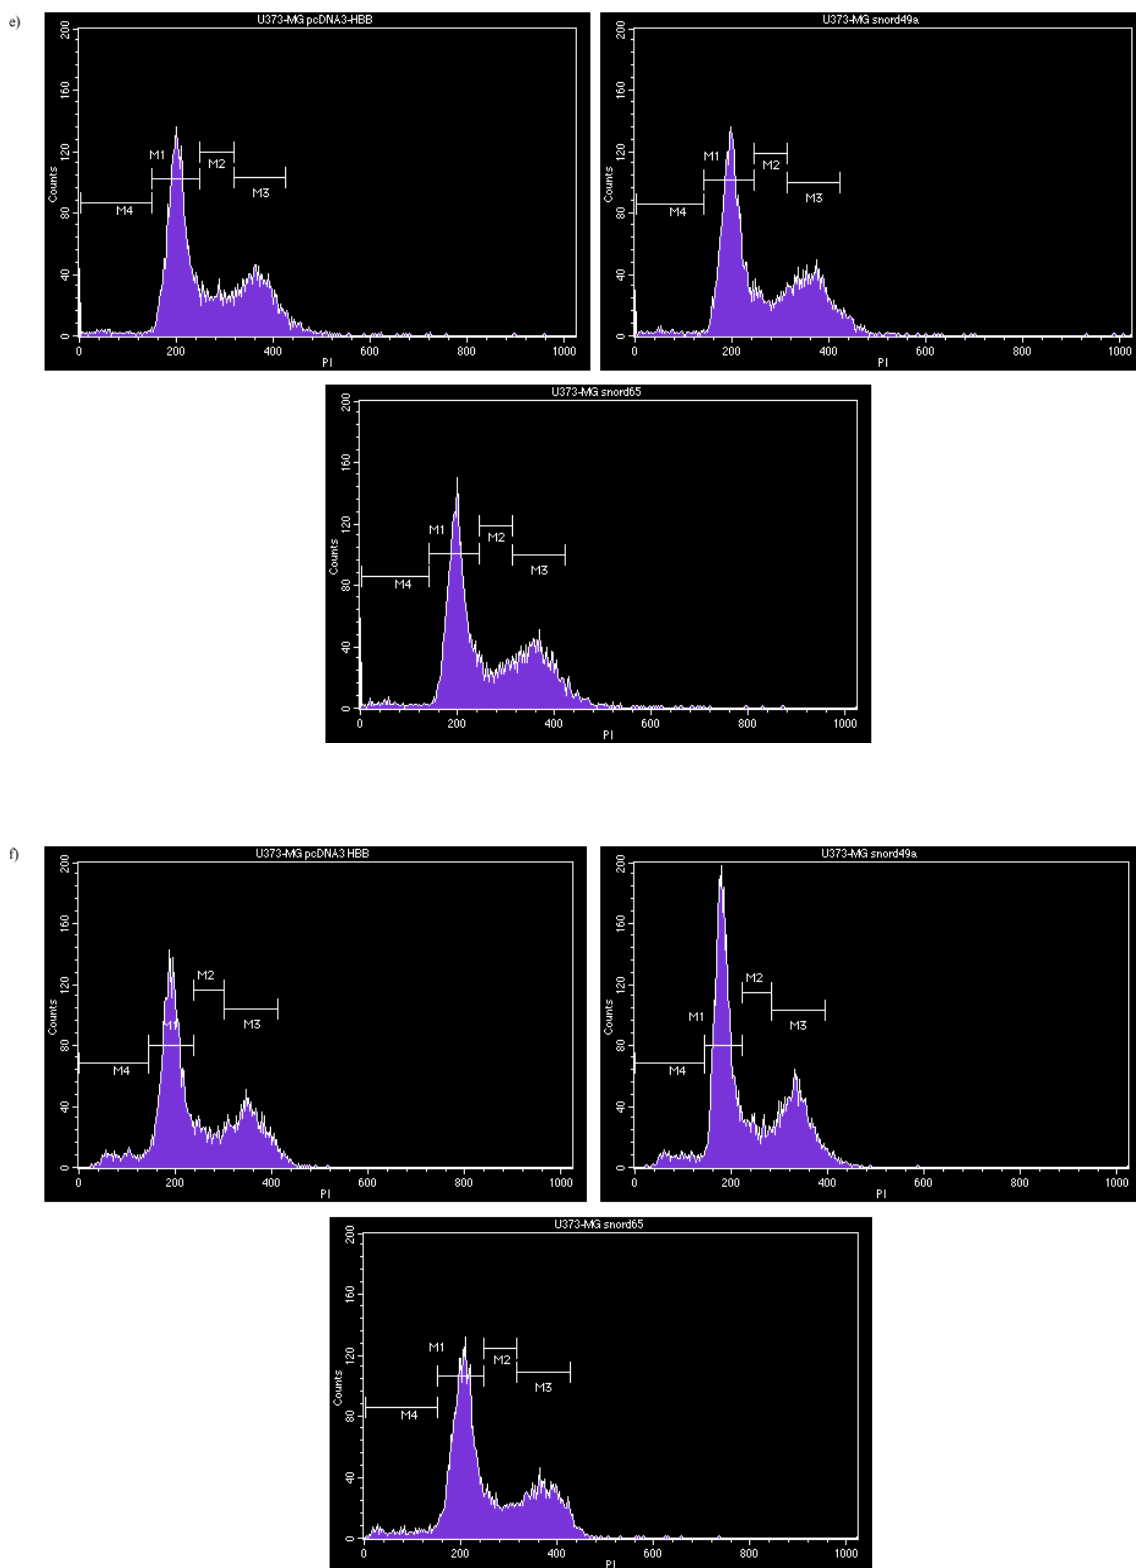 e)
U373-MG pcDNA3-HBB
200
160
120
80
40
0
Counts
M1
M2
M3
M4
0 200 400 600 800 1000
PI
U373-MG snord49a
200
160
120
80
40
0
Counts
M1
M2
M3
M4
0 200 400 600 800 1000
PI
U373-MG snord65
200
160
120
80
40
0
Counts
M1
M2
M3
M4
0 200 400 600 800 1000
PI
f)
U373-MG pcDNA3 HBB
200
160
120
80
40
0
Counts
M2
M3
M1
M4
0 200 400 600 800 1000
PI
U373-MG snord49a
200
160
120
80
40
0
Counts
M2
M1
M3
M4
0 200 400 600 800 1000
PI
U373-MG snord65
200
160
120
80
40
0
Counts
M1
M2
M3
M4
0 200 400 600 800 1000
PI